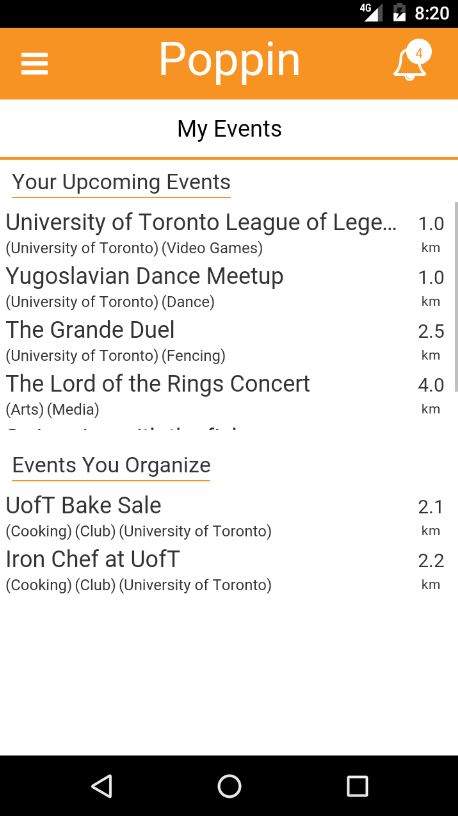 4G 8:20
Poppin
4
My Events
Your Upcoming Events
University of Toronto League of Lege... 1.0
(University of Toronto) (Video Games) km
Yugoslavian Dance Meetup 1.0
(University of Toronto) (Dance) km
The Grande Duel 2.5
(University of Toronto) (Fencing) km
The Lord of the Rings Concert 4.0
(Arts) (Media) km
Events You Organize
UofT Bake Sale 2.1
(Cooking) (Club) (University of Toronto) km
Iron Chef at UofT 2.2
(Cooking) (Club) (University of Toronto) km